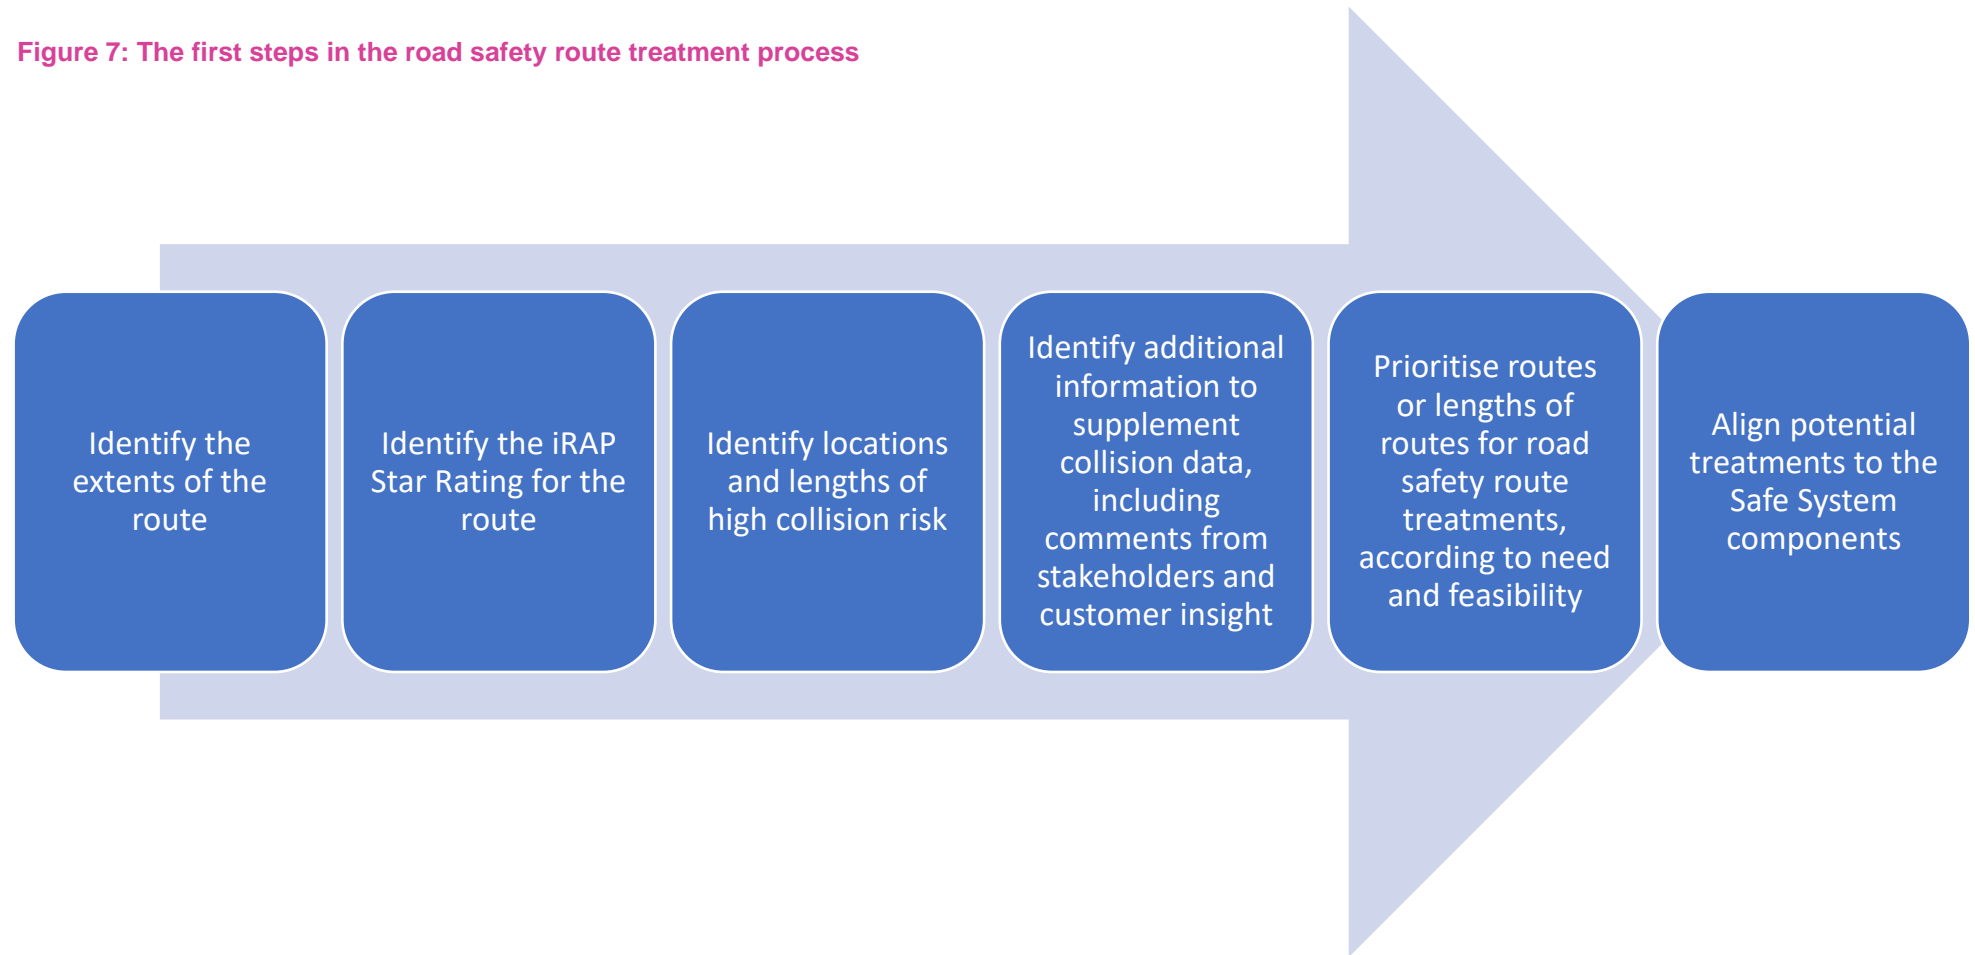 Figure 7: The first steps in the road safety route treatment process
Identify the
extents of the
route
Identify the iRAP
Star Rating for the
route
Identify locations
and lengths of
high collision risk
Identify additional
information to
supplement
collision data,
including
comments from
stakeholders and
customer insight
Prioritise routes
or lengths of
routes for road
safety route
treatments,
according to need
and feasibility
Align potential
treatments to the
Safe System
components